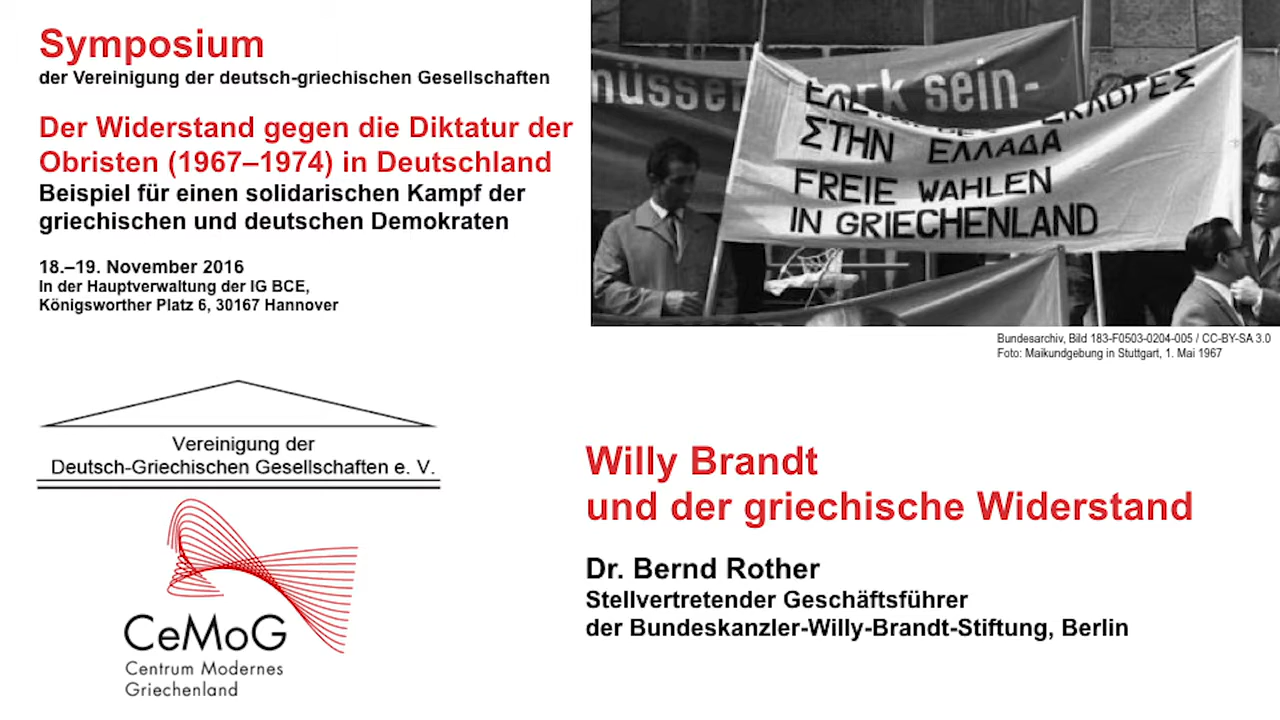 Symposium
der Vereinigung der deutsch-griechischen Gesellschaften
Der Widerstand gegen die Diktatur der
Obristen (1967–1974) in Deutschland
Beispiel für einen solidarischen Kampf der
griechischen und deutschen Demokraten
18.–19. November 2016
In der Hauptverwaltung der IG BCE,
Königsworther Platz 6, 30167 Hannover
müssen
sein-
ΣΤΗΝ ΕΛΛΑΔΑ
FREIE WAHLEN
IN GRIECHENLAND
Bundesarchiv, Bild 183-F0503-0204-005 / CC-BY-SA 3.0
Foto: Maikundgebung in Stuttgart, 1. Mai 1967
Vereinigung der
Deutsch-Griechischen Gesellschaften e. V.
CeMoG
Centrum Modernes
Griechenland
Willy Brandt
und der griechische Widerstand
Dr. Bernd Rother
Stellvertretender Geschäftsführer
der Bundeskanzler-Willy-Brandt-Stiftung, Berlin